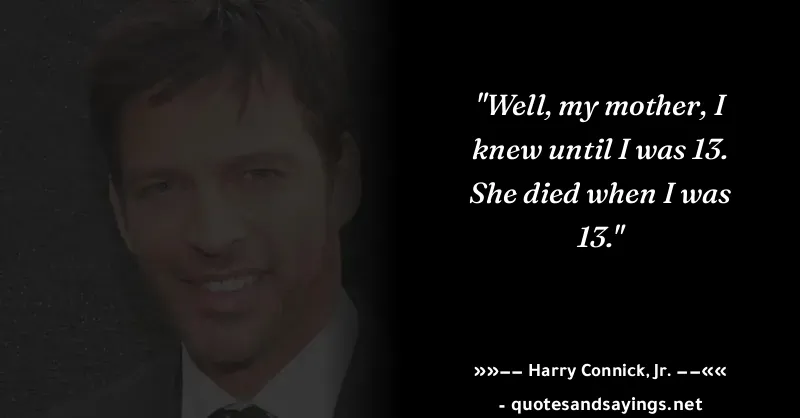 "Well, my mother, I
knew until I was 13.
She died when I was
13."
»»–– Harry Connick, Jr. ––««
- quotesandsayings.net